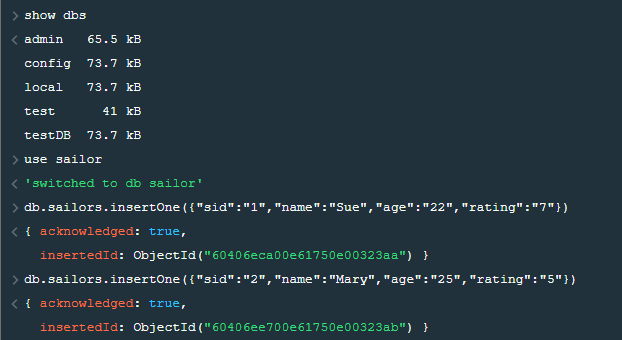 > show dbs
< admin   65.5 kB
config  73.7 kB
local   73.7 kB
test      41 kB
testDB  73.7 kB
> use sailor
< 'switched to db sailor'
> db.sailors.insertOne({"sid":"1","name":"Sue","age":"22","rating":"7"})
< { acknowledged: true,
insertedId: ObjectId("60406eca00e61750e00323aa") }
> db.sailors.insertOne({"sid":"2","name":"Mary","age":"25","rating":"5"})
< { acknowledged: true,
insertedId: ObjectId("60406ee700e61750e00323ab") }